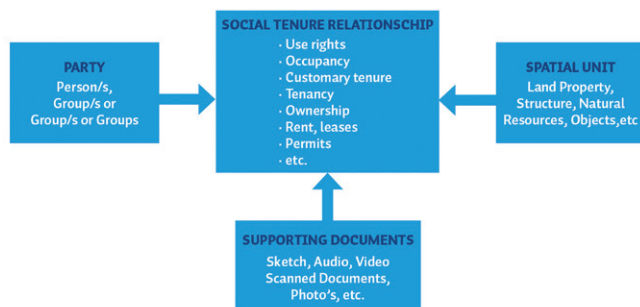 SOCIAL TENURE RELATIONSHIP
· Use rights
· Occupancy
· Customary tenure
· Tenancy
· Ownership
· Rent, leases
· Permits
· etc.
PARTY
Person/s,
Group/s or
Group/s or Groups
SPATIAL UNIT
Land Property,
Structure, Natural
Resources, Objects,etc
SUPPORTING DOCUMENTS
Sketch, Audio, Video
Scanned Documents,
Photo's, etc.